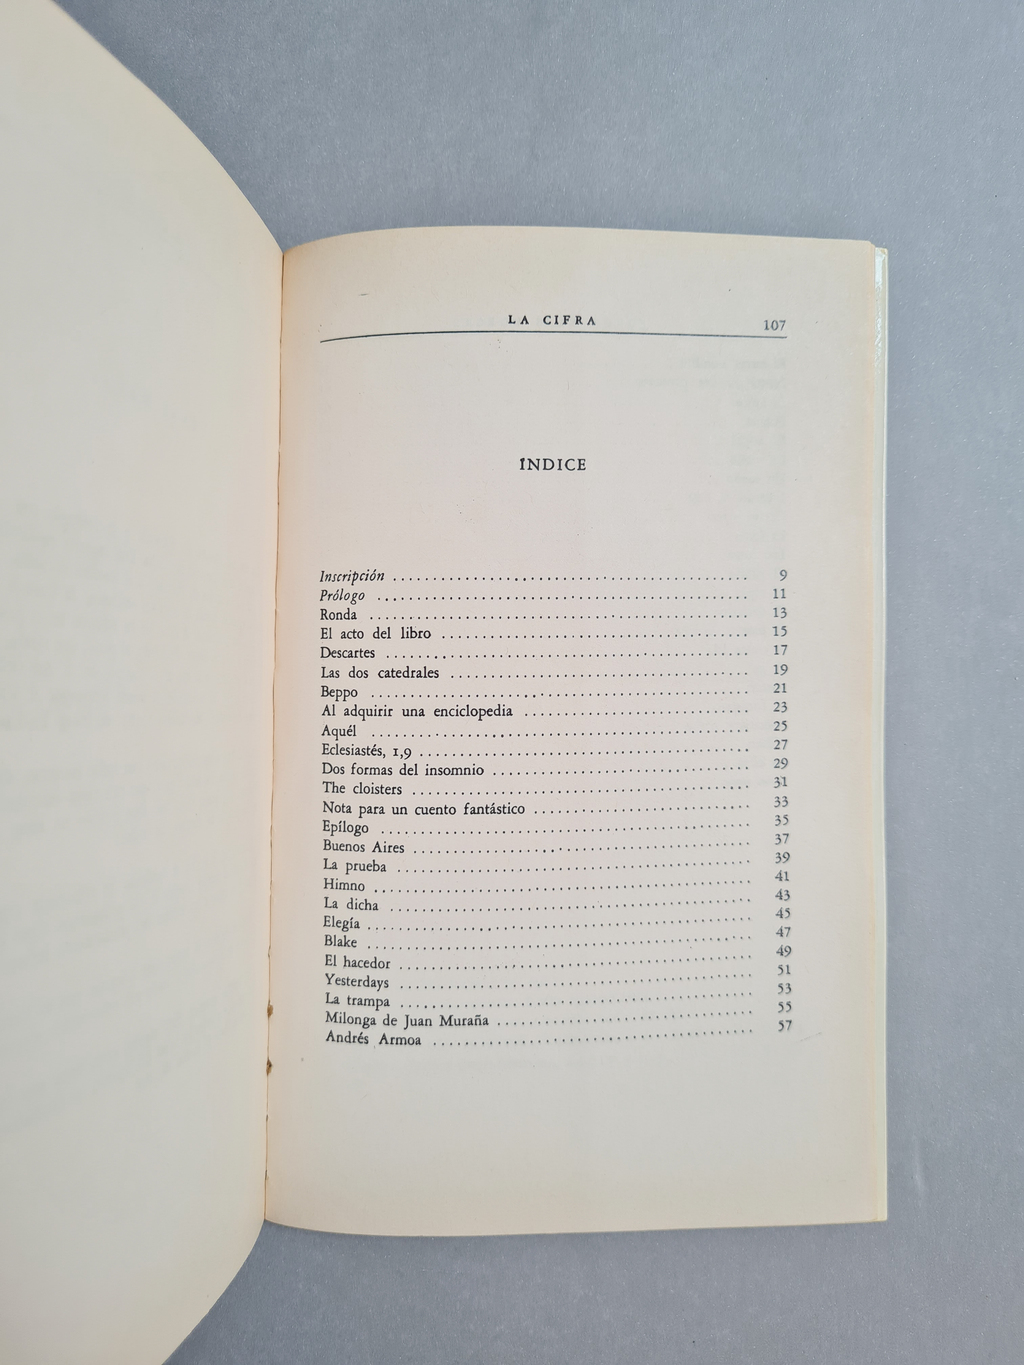 LA CIFRA 107
ÍNDICE
Inscripción ............................................. 9
Prólogo ............................................... 11
Ronda ................................................ 13
El acto del libro ....................................... 15
Descartes .............................................. 17
Las dos catedrales ...................................... 19
Beppo ................................................ 21
Al adquirir una enciclopedia ............................. 23
Aquél ................................................ 25
Eclesiastés, 1,9 .......................................... 27
Dos formas del insomnio ................................. 29
The cloisters ........................................... 31
Nota para un cuento fantástico ............................ 33
Epílogo ............................................... 35
Buenos Aires ........................................... 37
La prueba ............................................. 39
Himno ................................................ 41
La dicha .............................................. 43
Elegía ................................................. 45
Blake ................................................. 47
El hacedor ............................................. 49
Yesterdays ............................................. 51
La trampa ............................................. 53
Milonga de Juan Muraña ................................. 55
Andrés Armoa ......................................... 57